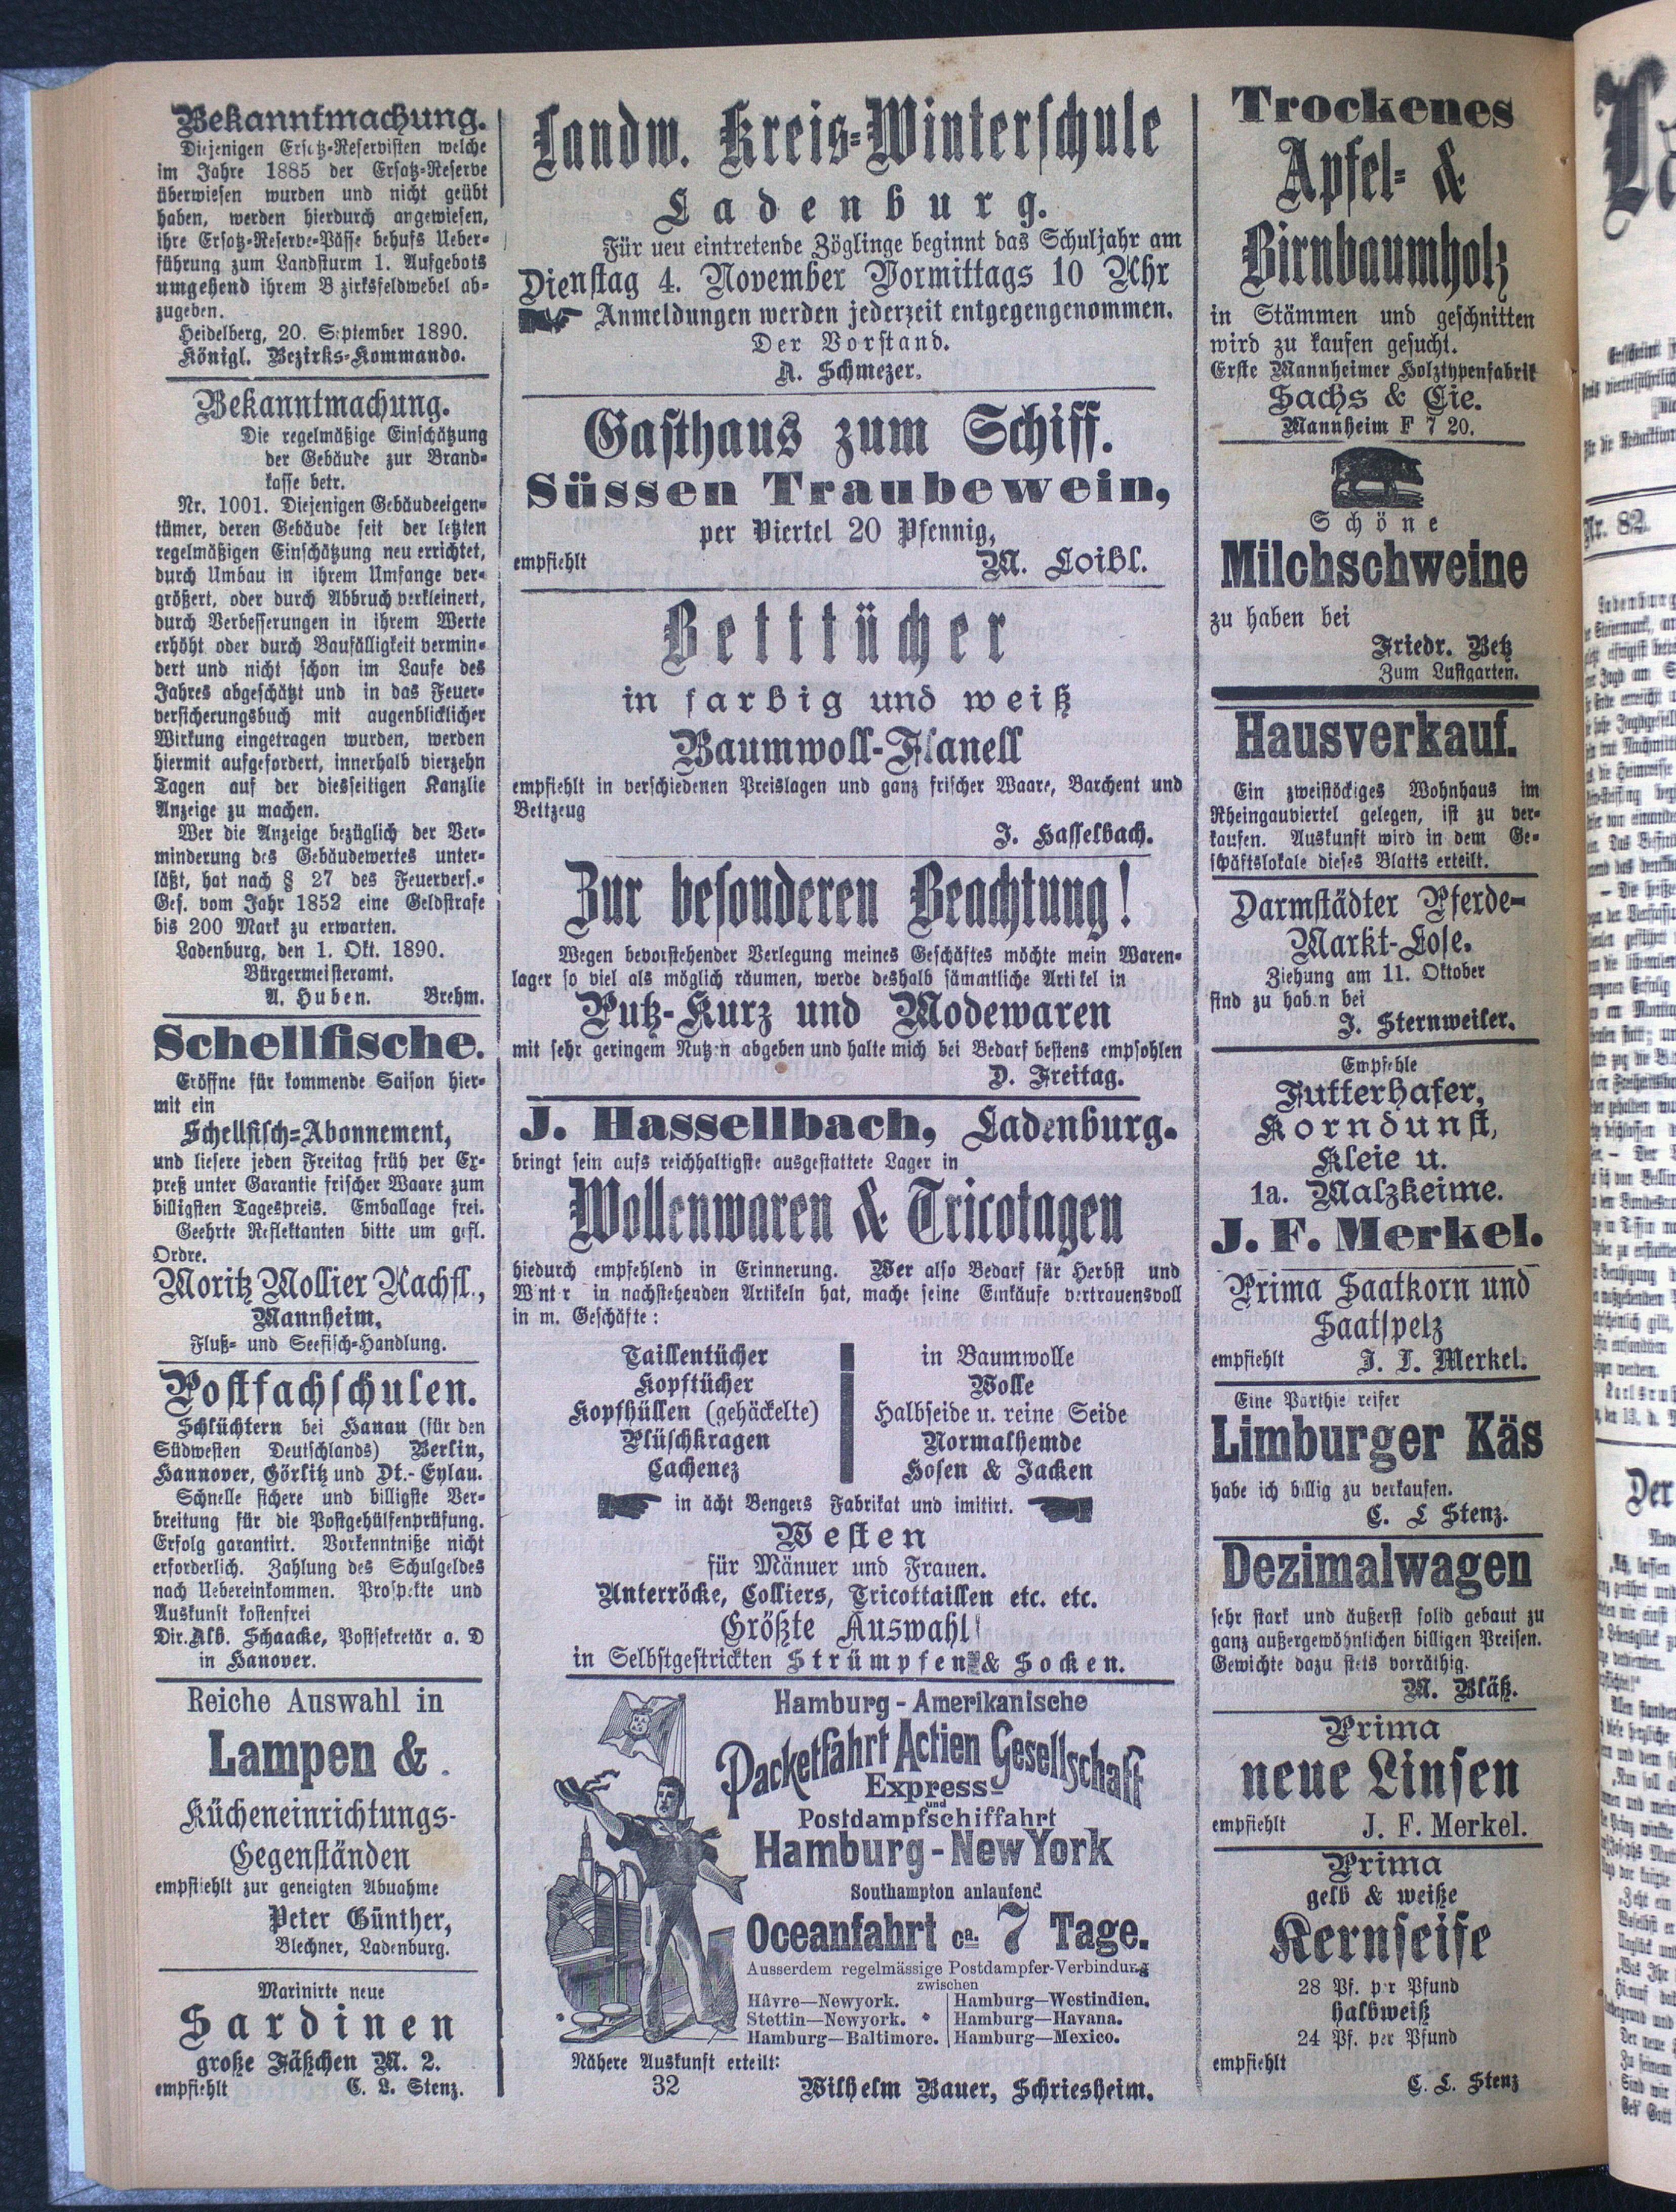 Bekanntmachung.
Diejenigen Ersatz-Reservisten welche
im Jahre 1885 der Ersatz-Reserve
überwiesen wurden und nicht geübt
haben, werden hierdurch angewiesen,
ihre Ersatz-Reserve-Pässe behufs Ueber-
führung zum Landsturm 1. Aufgebots
umgehend ihrem B zirksfeldwebel ab-
zugeben.
Heidelberg, 20. September 1890.
Königl. Bezirks-Kommando.
Bekanntmachung.
Die regelmäßige Einschätzung
der Gebäude zur Brand-
kasse betr.
Nr. 1001. Diejenigen Gebäudeeigen-
tümer, deren Gebäude seit der letzten
regelmäßigen Einschätzung neu errichtet,
durch Umbau in ihrem Umfange ver-
größert, oder durch Abbruch verkleinert,
durch Verbesserungen in ihrem Werte
erhöht oder durch Baufälligkeit vermin-
dert und nicht schon im Laufe des
Jahres abgeschätzt und in das Feuer-
versicherungsbuch mit augenblicklicher
Wirkung eingetragen wurden, werden
hiermit aufgefordert, innerhalb vierzehn
Tagen auf der diesseitigen Kanzlie
Anzeige zu machen.
Wer die Anzeige bezüglich der Ver-
minderung des Gebäudewertes unter-
läßt, hat nach § 27 des Feuervers.-
Ges. vom Jahr 1852 eine Geldstrafe
bis 200 Mark zu erwarten.
Ladenburg, den 1. Okt. 1890.
Bürgermeisteramt.
A. Huben. Brehm.
Schellfische.
Eröffne für kommende Saison hier-
mit ein
Schellfisch-Abonnement,
und liefere jeden Freitag früh per Ex-
preß unter Garantie frischer Waare zum
billigsten Tagespreis. Emballage frei.
Geehrte Reflektanten bitte um gefl.
Ordre.
Moritz Mollier Nachfl.,
Mannheim,
Fluß- und Seefisch-Handlung.
Postfachschulen.
Schlüchtern bei Hanau (für den
Südwesten Deutschlands) Berlin,
Hannover, Görlitz und Dt.-Eylau.
Schnelle sichere und billigste Ver-
breitung für die Postgehülfenprüfung.
Erfolg garantirt. Vorkenntniße nicht
erforderlich. Zahlung des Schulgeldes
nach Uebereinkommen. Prospekte und
Auskunft kostenfrei
Dir. Alb. Schaacke, Postsekretär a. D
in Hanover.
Reiche Auswahl in
Lampen &
Kücheneinrichtungs-
Gegenständen
empfiehlt zur geneigten Abnahme
Peter Günther,
Blechner, Ladenburg.
Marinirte neue
Sardinen
große Fäßchen M. 2.
empfiehlt C. L. Stenz.
Landw. Kreis-Winterschule
Ladenburg.
Für neu eintretende Zöglinge beginnt das Schuljahr am
Dienstag 4. November Vormittags 10 Uhr
Anmeldungen werden jederzeit entgegengenommen.
Der Vorstand.
A. Schmezer.
Gasthaus zum Schiff.
Süssen Traubewein,
per Viertel 20 Pfennig,
empfiehlt M. Loibl.
Betttücher
in farbig und weiß
Baumwoll-Flanell
empfiehlt in verschiedenen Preislagen und ganz frischer Waare, Barchent und
Bettzeug
J. Hasselbach.
Zur besonderen Beachtung!
Wegen bevorstehender Verlegung meines Geschäftes möchte mein Waren-
lager so viel als möglich räumen, werde deshalb sämmtliche Artikel in
Putz-Kurz und Modewaren
mit sehr geringem Nutzen abgeben und halte mich bei Bedarf bestens empfohlen
D. Freitag.
J. Hassellbach, Ladenburg.
bringt sein aufs reichhaltigste ausgestattete Lager in
Wollenwaren & Tricotagen
hiedurch empfehlend in Erinnerung. Wer also Bedarf für Herbst und
Wint r in nachstehenden Artikeln hat, mache seine Einkäufe vertrauensvoll
in m. Geschäfte:
Taillentücher in Baumwolle
Kopftücher Wolle
Kopfhüllen (gehäckelte) Halbseide u. reine Seide
Plüschkragen Normalhemde
Cachenez Hosen & Jacken
in ächt Bengers Fabrikat und imitirt.
Westen
für Männer und Frauen.
Unterröcke, Colliers, Tricottaillen etc. etc.
Größte Auswahl!
in Selbstgestrickten Strümpfen & Socken.
Hamburg-Amerikanische
Packetfahrt Actien Gesellschaft
Express-
und
Postdampfschiffahrt
Hamburg-NewYork
Southampton anlaufend
Oceanfahrt ca. 7 Tage.
Ausserdem regelmässige Postdampfer-Verbindung
zwischen
Hâvre—Newyork. Hamburg—Westindien.
Stettin—Newyork. Hamburg—Havana.
Hamburg—Baltimore. Hamburg—Mexico.
Nähere Auskunft erteilt:
32 Wilhelm Bauer, Schriesheim.
Trockenes
Apfel- &
Birnbaumholz
in Stämmen und geschnitten
wird zu kaufen gesucht.
Erste Mannheimer Holztypenfabrik
Sachs & Cie.
Mannheim F 7 20.
Schöne
Milchschweine
zu haben bei
Friedr. Betz
Zum Lustgarten.
Hausverkauf.
Ein zweistöckiges Wohnhaus im
Rheingauviertel gelegen, ist zu ver-
kaufen. Auskunft wird in dem Ge-
schäftslokale dieses Blatts erteilt.
Darmstädter Pferde-
Markt-Lose.
Ziehung am 11. Oktober
sind zu hab.n bei
J. Sternweiler.
Empfehle
Futterhafer,
Korndunst,
Kleie u.
1a. Malzkeime.
J. F. Merkel.
Prima Saatkorn und
Saatspelz
empfiehlt J. F. Merkel.
Eine Parthie reifer
Limburger Käs
habe ich billig zu verkaufen.
C. L Stenz.
Dezimalwagen
sehr stark und äußerst solid gebaut zu
ganz außergewöhnlichen billigen Preisen.
Gewichte dazu stets vorräthig.
M. Bläß.
Prima
neue Linsen
empfiehlt J. F. Merkel.
Prima
gelb & weiße
Kernseife
28 Pf. per Pfund
halbweiß
24 Pf. per Pfund
empfiehlt
C. L. Stenz
Nr. 82.